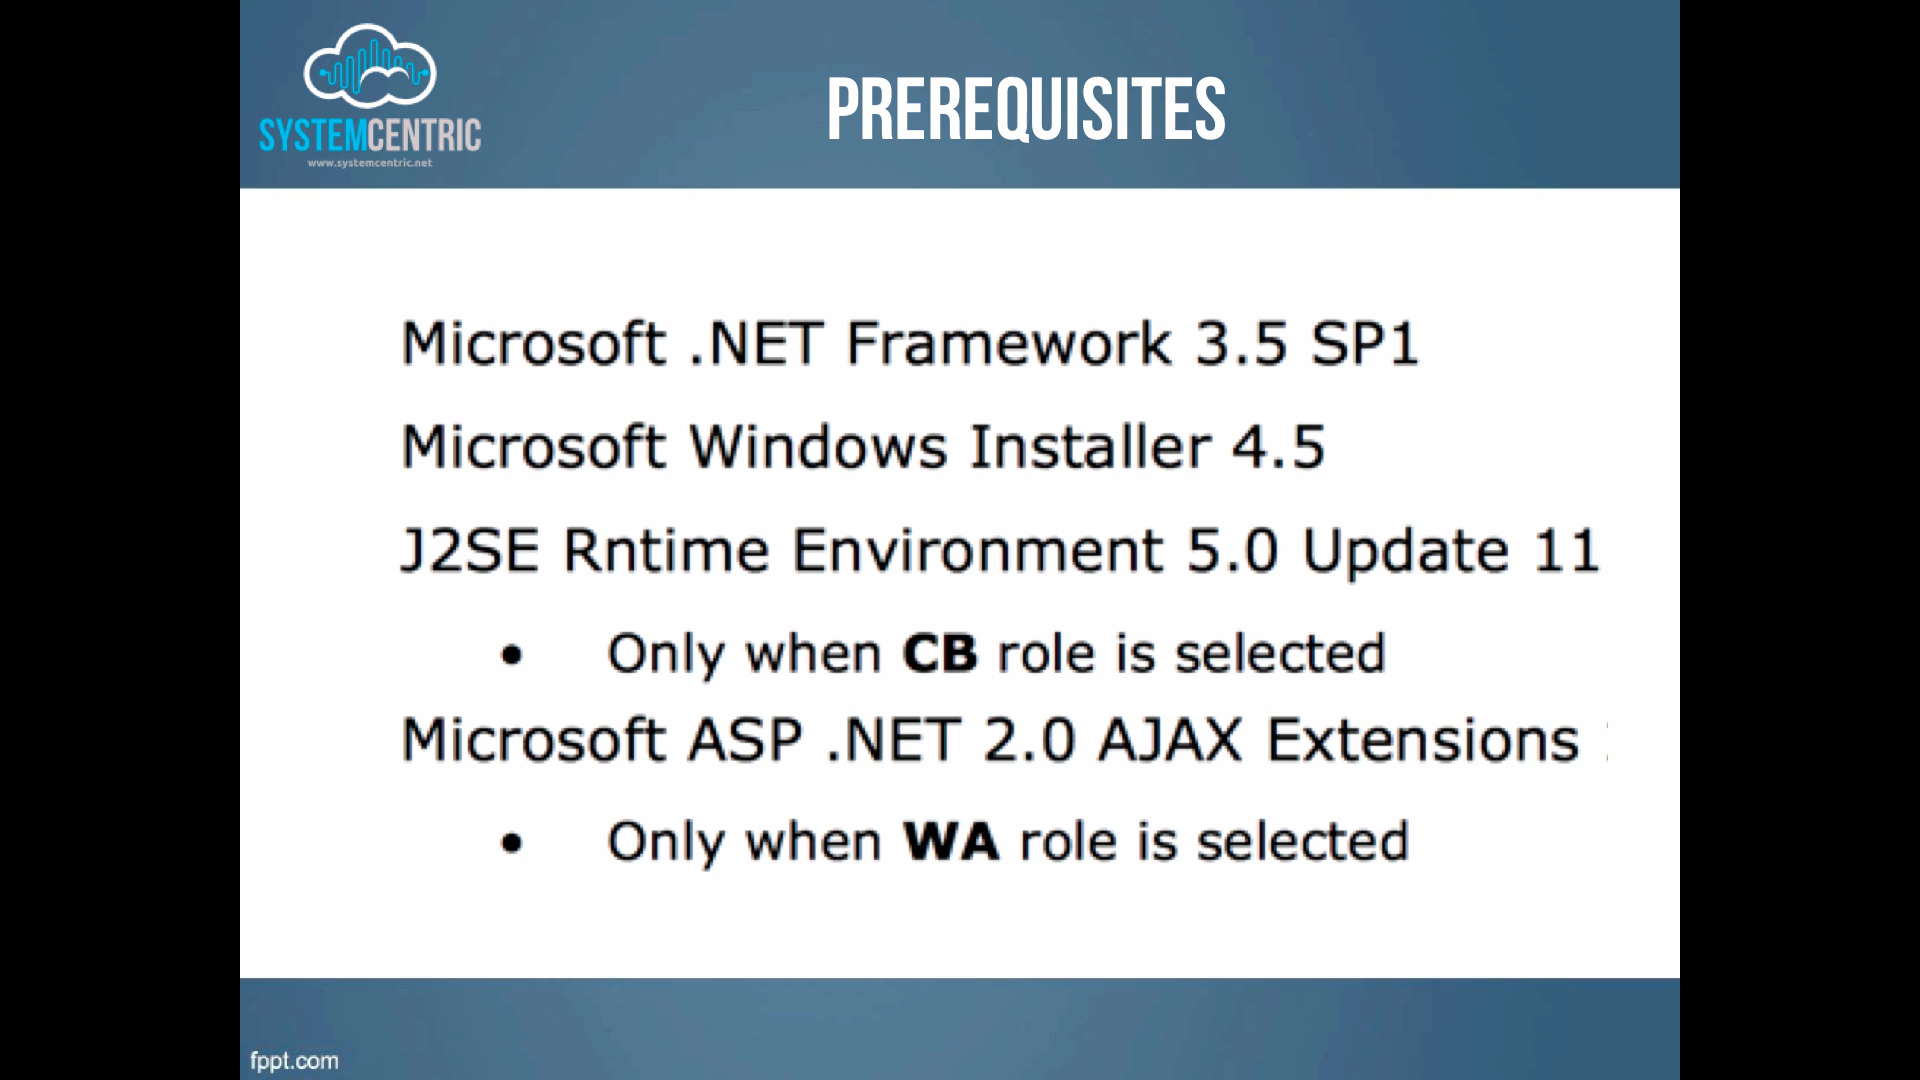 SYSTEMCENTRIC
www.systemcentric.net
PREREQUISITES
Microsoft .NET Framework 3.5 SP1
Microsoft Windows Installer 4.5
J2SE Rntime Environment 5.0 Update 11
• Only when CB role is selected
Microsoft ASP .NET 2.0 AJAX Extensions
• Only when WA role is selected
fppt.com